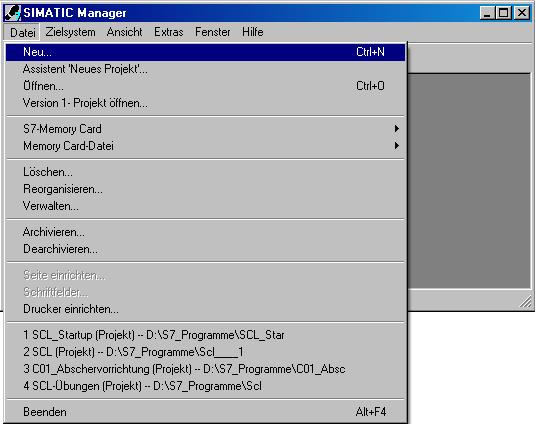 SIMATIC Manager
Datei Zielsystem Ansicht Extras Fenster Hilfe
Neu... Ctrl+N
Assistent 'Neues Projekt'...
Öffnen... Ctrl+O
Version 1- Projekt öffnen...
S7-Memory Card
Memory Card-Datei
Löschen...
Reorganisieren...
Verwalten...
Archivieren...
Dearchivieren...
Seite einrichten...
Schriftfelder...
Drucker einrichten...
1 SCL_Startup (Projekt) -- D:\S7_Programme\SCL_Star
2 SCL (Projekt) -- D:\S7_Programme\Scl____1
3 C01_Abschervorrichtung (Projekt) -- D:\S7_Programme\C01_Absc
4 SCL-Übungen (Projekt) -- D:\S7_Programme\Scl
Beenden Alt+F4